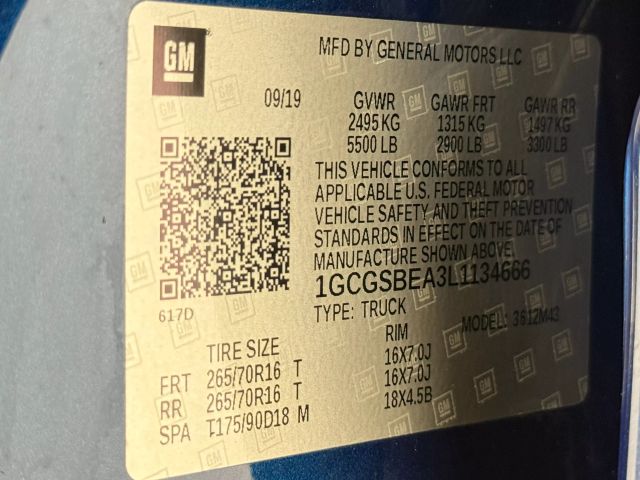 GM
MFD BY GENERAL MOTORS LLC
09/19 GVWR GAWR FRT GAWR RR
2495 KG 1315 KG 1497 KG
5500 LB 2900 LB 3300 LB
THIS VEHICLE CONFORMS TO ALL
APPLICABLE U.S. FEDERAL MOTOR
VEHICLE SAFETY AND THEFT PREVENTION
STANDARDS IN EFFECT ON THE DATE OF
MANUFACTURE SHOWN ABOVE.
1GCGSBEA3L1134666
617D TYPE: TRUCK MODEL: 3812M43
TIRE SIZE RIM
FRT 265/70R16 T 16X7.0J
RR 265/70R16 T 16X7.0J
SPA T175/90D18 M 18X4.5B